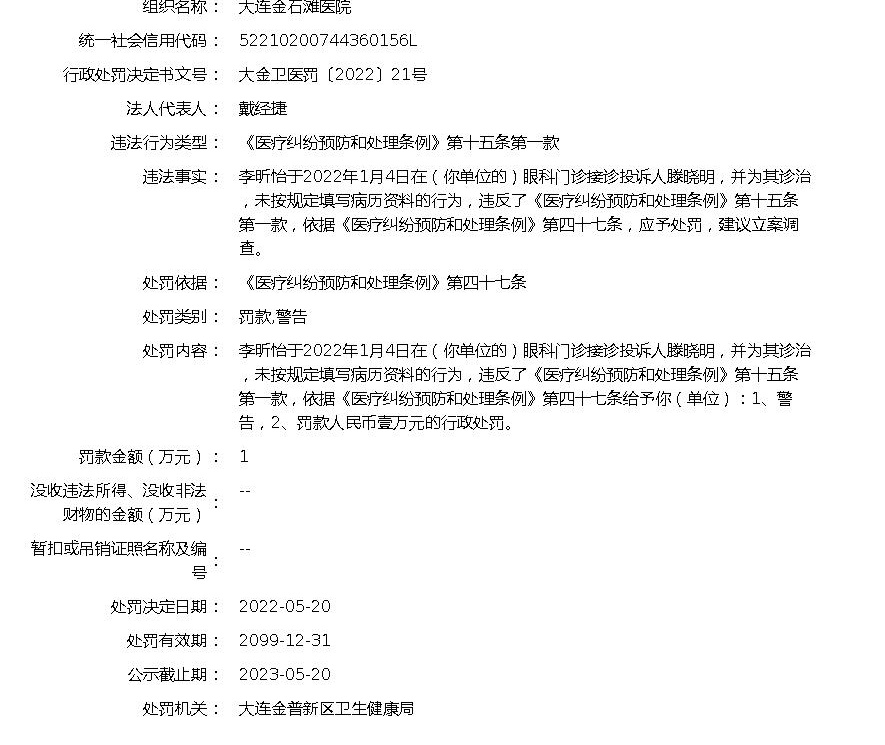 组织名称： 大连金石滩医院
统一社会信用代码： 52210200744360156L
行政处罚决定书文号： 大金卫医罚〔2022〕21号
法人代表人： 戴经捷
违法行为类型： 《医疗纠纷预防和处理条例》第十五条第一款
违法事实： 李昕怡于2022年1月4日在（你单位的）眼科门诊接诊投诉人滕晓明，并为其诊治
，未按规定填写病历资料的行为，违反了《医疗纠纷预防和处理条例》第十五条
第一款，依据《医疗纠纷预防和处理条例》第四十七条，应予处罚，建议立案调
查。
处罚依据： 《医疗纠纷预防和处理条例》第四十七条
处罚类别： 罚款,警告
处罚内容： 李昕怡于2022年1月4日在（你单位的）眼科门诊接诊投诉人滕晓明，并为其诊治
，未按规定填写病历资料的行为，违反了《医疗纠纷预防和处理条例》第十五条
第一款，依据《医疗纠纷预防和处理条例》第四十七条给予你（单位）：1、警
告，2、罚款人民币壹万元的行政处罚。
罚款金额（万元）： 1
没收违法所得、没收非法
财物的金额（万元）： --
暂扣或吊销证照名称及编
号： --
处罚决定日期： 2022-05-20
处罚有效期： 2099-12-31
公示截止期： 2023-05-20
处罚机关： 大连金普新区卫生健康局